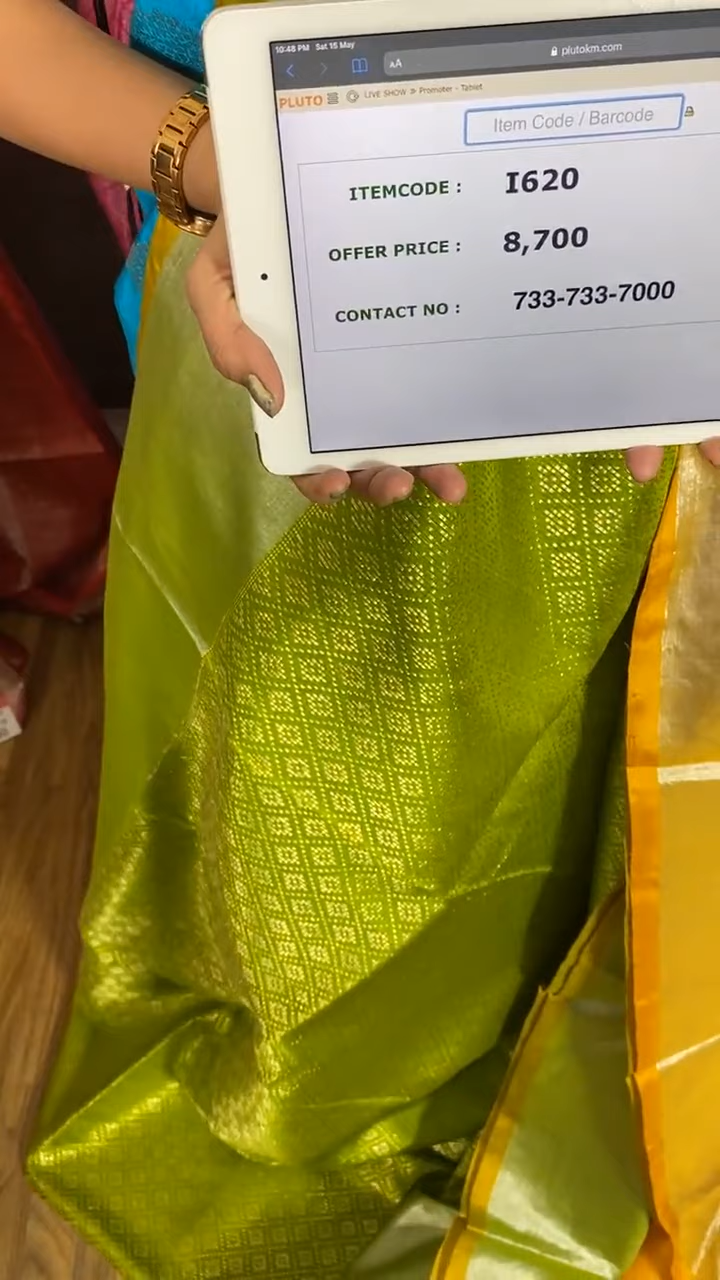 10:48 PM Sat 15 May
AA plutokm.com
PLUTO LIVE SHOW » Promoter - Tablet
Item Code / Barcode
ITEMCODE : I620
OFFER PRICE : 8,700
CONTACT NO : 733-733-7000